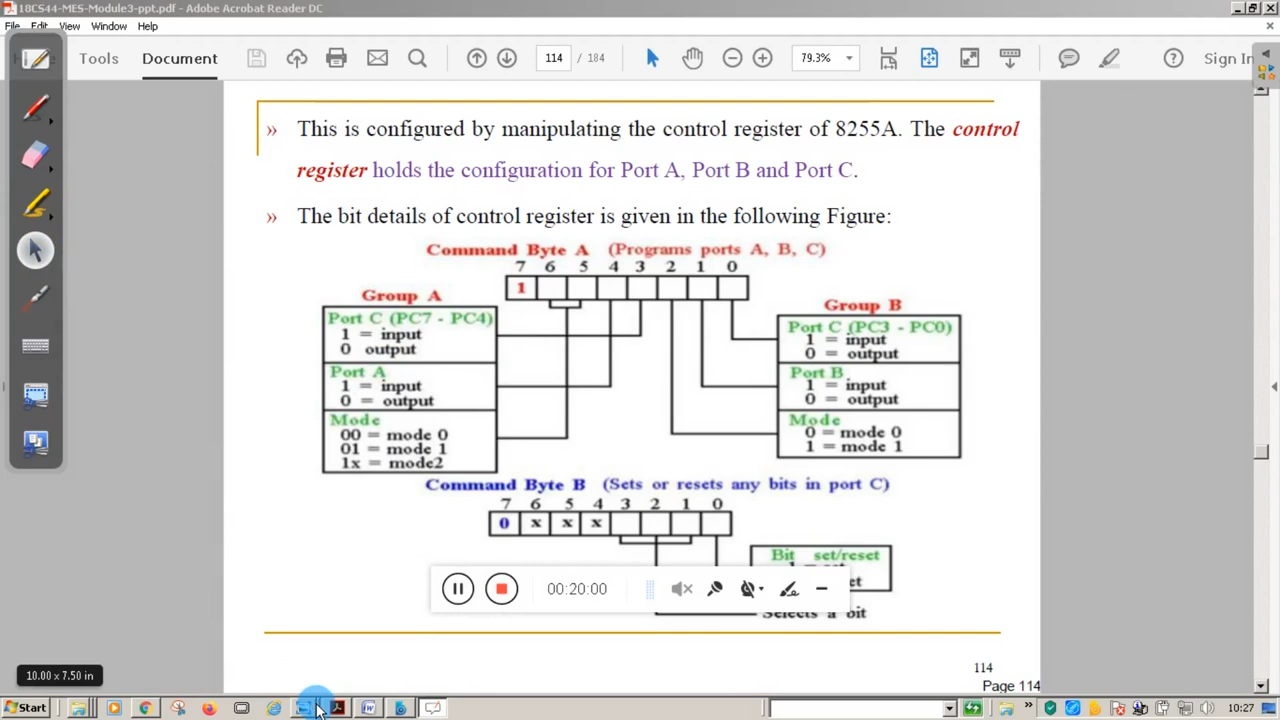 18CS44-MES-Module3-ppt.pdf - Adobe Acrobat Reader DC
File Edit View Window Help
Tools Document 114 / 184 79.3% Sign In
» This is configured by manipulating the control register of 8255A. The control
register holds the configuration for Port A, Port B and Port C.
» The bit details of control register is given in the following Figure:
Command Byte A (Programs ports A, B, C)
7 6 5 4 3 2 1 0
1
Group A
Port C (PC7 - PC4)
1 = input
0 output
Port A
1 = input
0 = output
Mode
00 = mode 0
01 = mode 1
1x = mode2
Group B
Port C (PC3 - PC0)
1 = input
0 = output
Port B
1 = input
0 = output
Mode
0 = mode 0
1 = mode 1
Command Byte B (Sets or resets any bits in port C)
7 6 5 4 3 2 1 0
0 x x x
Bit set/reset
00:20:00
Selects a bit
114
Page 114
10.00 x 7.50 in
Start
10:27